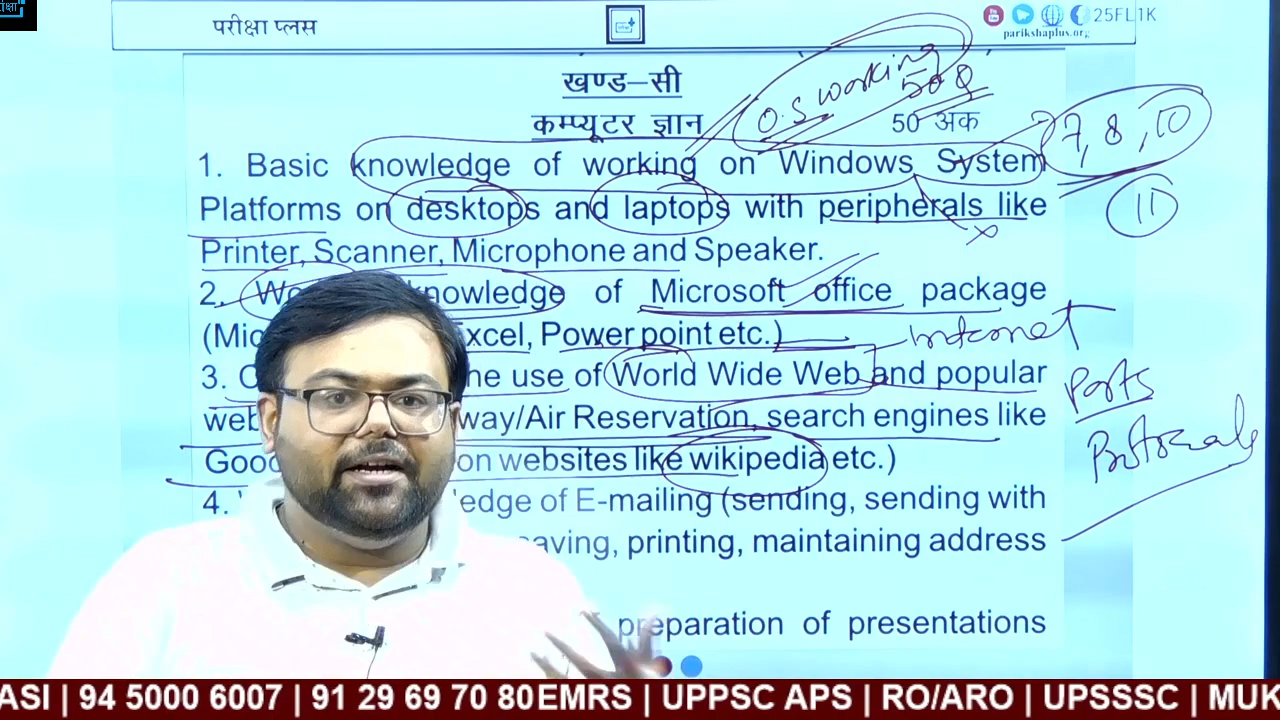 परीक्षा प्लस
25FL1K
parikshaplus.org
खण्ड–सी
O.S working
50 Q
कम्प्यूटर ज्ञान
50 अंक
7, 8, 10
11
1. Basic knowledge of working on Windows System
Platforms on desktops and laptops with peripherals like
Printer, Scanner, Microphone and Speaker.
2. knowledge of Microsoft office package
Excel, Power point etc.)
Internet
3. the use of World Wide Web and popular
Ports
Protocols
way/Air Reservation, search engines like
on websites like wikipedia etc.)
4. edge of E-mailing (sending, sending with
saving, printing, maintaining address
preparation of presentations
ASI | 94 5000 6007 | 91 29 69 70 80 EMRS | UPPSC APS | RO/ARO | UPSSSC | MUK